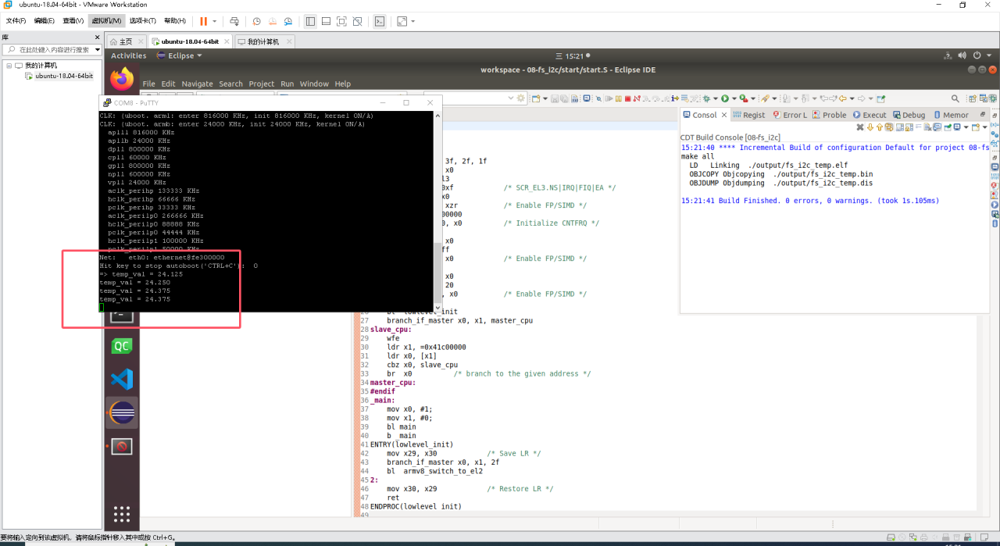 ubuntu-18.04-64bit - VMware Workstation
文件(F) 编辑(E) 查看(V) 虚拟机(M) 选项卡(T) 帮助(H)
库
在此处键入内容进行搜索
我的计算机
ubuntu-18.04-64bit
主页
ubuntu-18.04-64bit
我的计算机
Activities
Eclipse
三 15:21
workspace - 08-fs_i2c/start/start.S - Eclipse IDE
File Edit Navigate Search Project Run Window Help
COM8 - PuTTY
CLK: (uboot. arml: enter 816000 KHz, init 816000 KHz, kernel 0N/A)
CLK: (uboot. armb: enter 24000 KHz, init 24000 KHz, kernel 0N/A)
aplll 816000 KHz
apllb 24000 KHz
dpll 800000 KHz
cpll 60000 KHz
gpll 800000 KHz
npll 600000 KHz
vpll 24000 KHz
aclk_perihp 133333 KHz
hclk_perihp 66666 KHz
pclk_perihp 33333 KHz
aclk_perilp0 266666 KHz
hclk_perilp0 88888 KHz
pclk_perilp0 44444 KHz
hclk_perilp1 100000 KHz
pclk_perilp1 50000 KHz
Net: eth0: ethernet@fe300000
Hit key to stop autoboot('CTRL+C'): 0
=> temp_val = 24.125
temp_val = 24.250
temp_val = 24.375
temp_val = 24.375
3f, 2f, 1f
x0
l3
0xf /* SCR_EL3.NS|IRQ|FIQ|EA */
x0
xzr /* Enable FP/SIMD */
00000
0, x0 /* Initialize CNTFRQ */
x0
ff
x0 /* Enable FP/SIMD */
x0
20
, x0 /* Enable FP/SIMD */
26 bl lowlevel_init
27 branch_if_master x0, x1, master_cpu
28 slave_cpu:
29 wfe
30 ldr x1, =0x41c00000
31 ldr x0, [x1]
32 cbz x0, slave_cpu
33 br x0 /* branch to the given address */
34 master_cpu:
35 #endif
36 _main:
37 mov x0, #1;
38 mov x1, #0;
39 bl main
40 b _main
41 ENTRY(lowlevel_init)
42 mov x29, x30 /* Save LR */
43 branch_if_master x0, x1, 2f
44 bl armv8_switch_to_el2
45 2:
46 mov x30, x29 /* Restore LR */
47 ret
48 ENDPROC(lowlevel_init)
49
Consol Regist Error L Proble Execut Debug Memor
CDT Build Console [08-fs_i2c]
15:21:40 **** Incremental Build of configuration Default for project 08-fs
make all
LD Linking ./output/fs_i2c_temp.elf
OBJCOPY Objcopying ./output/fs_i2c_temp.bin
OBJDUMP Objdumping ./output/fs_i2c_temp.dis
15:21:41 Build Finished. 0 errors, 0 warnings. (took 1s.105ms)
QC
要将输入定向到该虚拟机，请将鼠标指针移入其中或按 Ctrl+G。